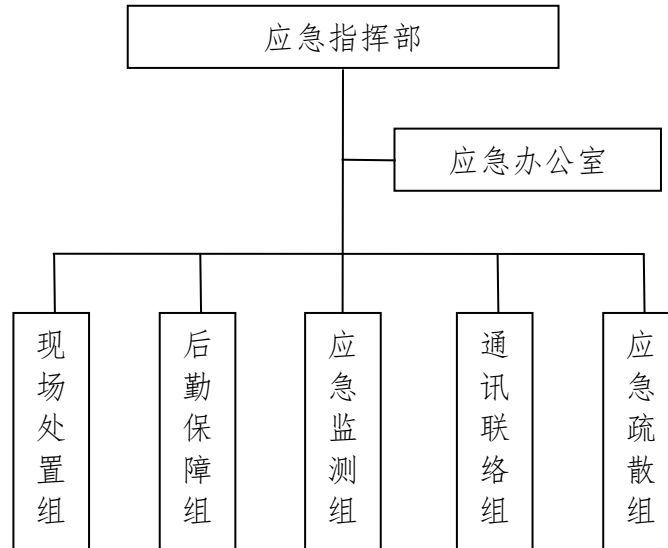 应急指挥部
应急办公室
现场处置组
后勤保障组
应急监测组
通讯联络组
应急疏散组